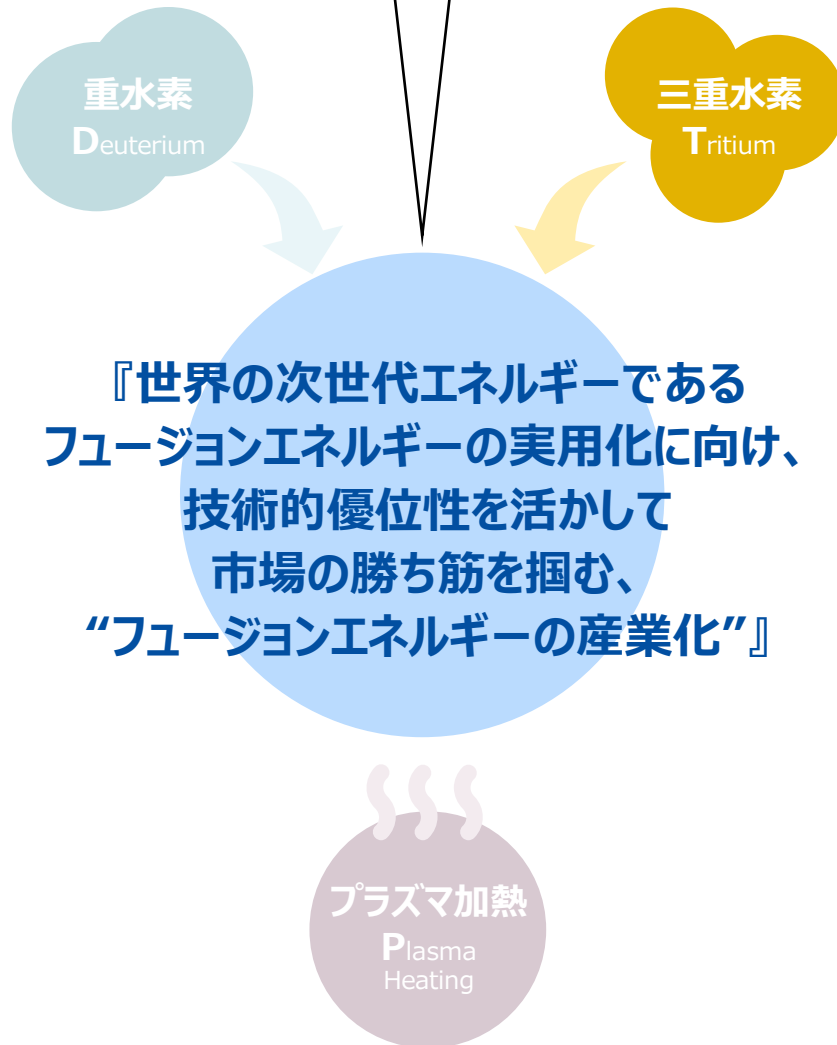 重水素
Deuterium
三重水素
Tritium
『世界の次世代エネルギーである
フュージョンエネルギーの実用化に向け、
技術的優位性を活かして
市場の勝ち筋を掴む、
“フュージョンエネルギーの産業化”』
プラズマ加熱
Plasma
Heating